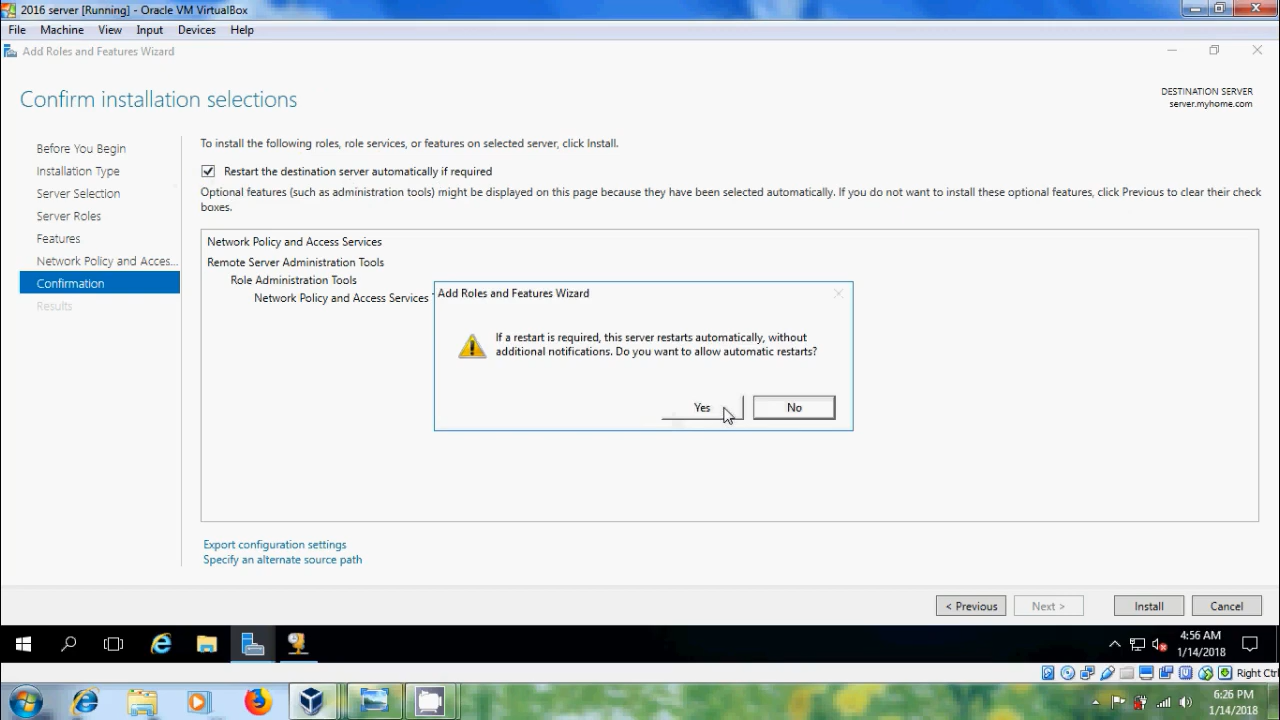 2016 server [Running] - Oracle VM VirtualBox
File Machine View Input Devices Help
Add Roles and Features Wizard
Confirm installation selections
DESTINATION SERVER
server.myhome.com
Before You Begin
Installation Type
Server Selection
Server Roles
Features
Network Policy and Acces...
Confirmation
Results
To install the following roles, role services, or features on selected server, click Install.
Restart the destination server automatically if required
Optional features (such as administration tools) might be displayed on this page because they have been selected automatically. If you do not want to install these optional features, click Previous to clear their check
boxes.
Network Policy and Access Services
Remote Server Administration Tools
Role Administration Tools
Network Policy and Access Services
Add Roles and Features Wizard
If a restart is required, this server restarts automatically, without
additional notifications. Do you want to allow automatic restarts?
Yes No
Export configuration settings
Specify an alternate source path
< Previous Next > Install Cancel
4:56 AM
1/14/2018
Right Ctrl
6:26 PM
1/14/2018